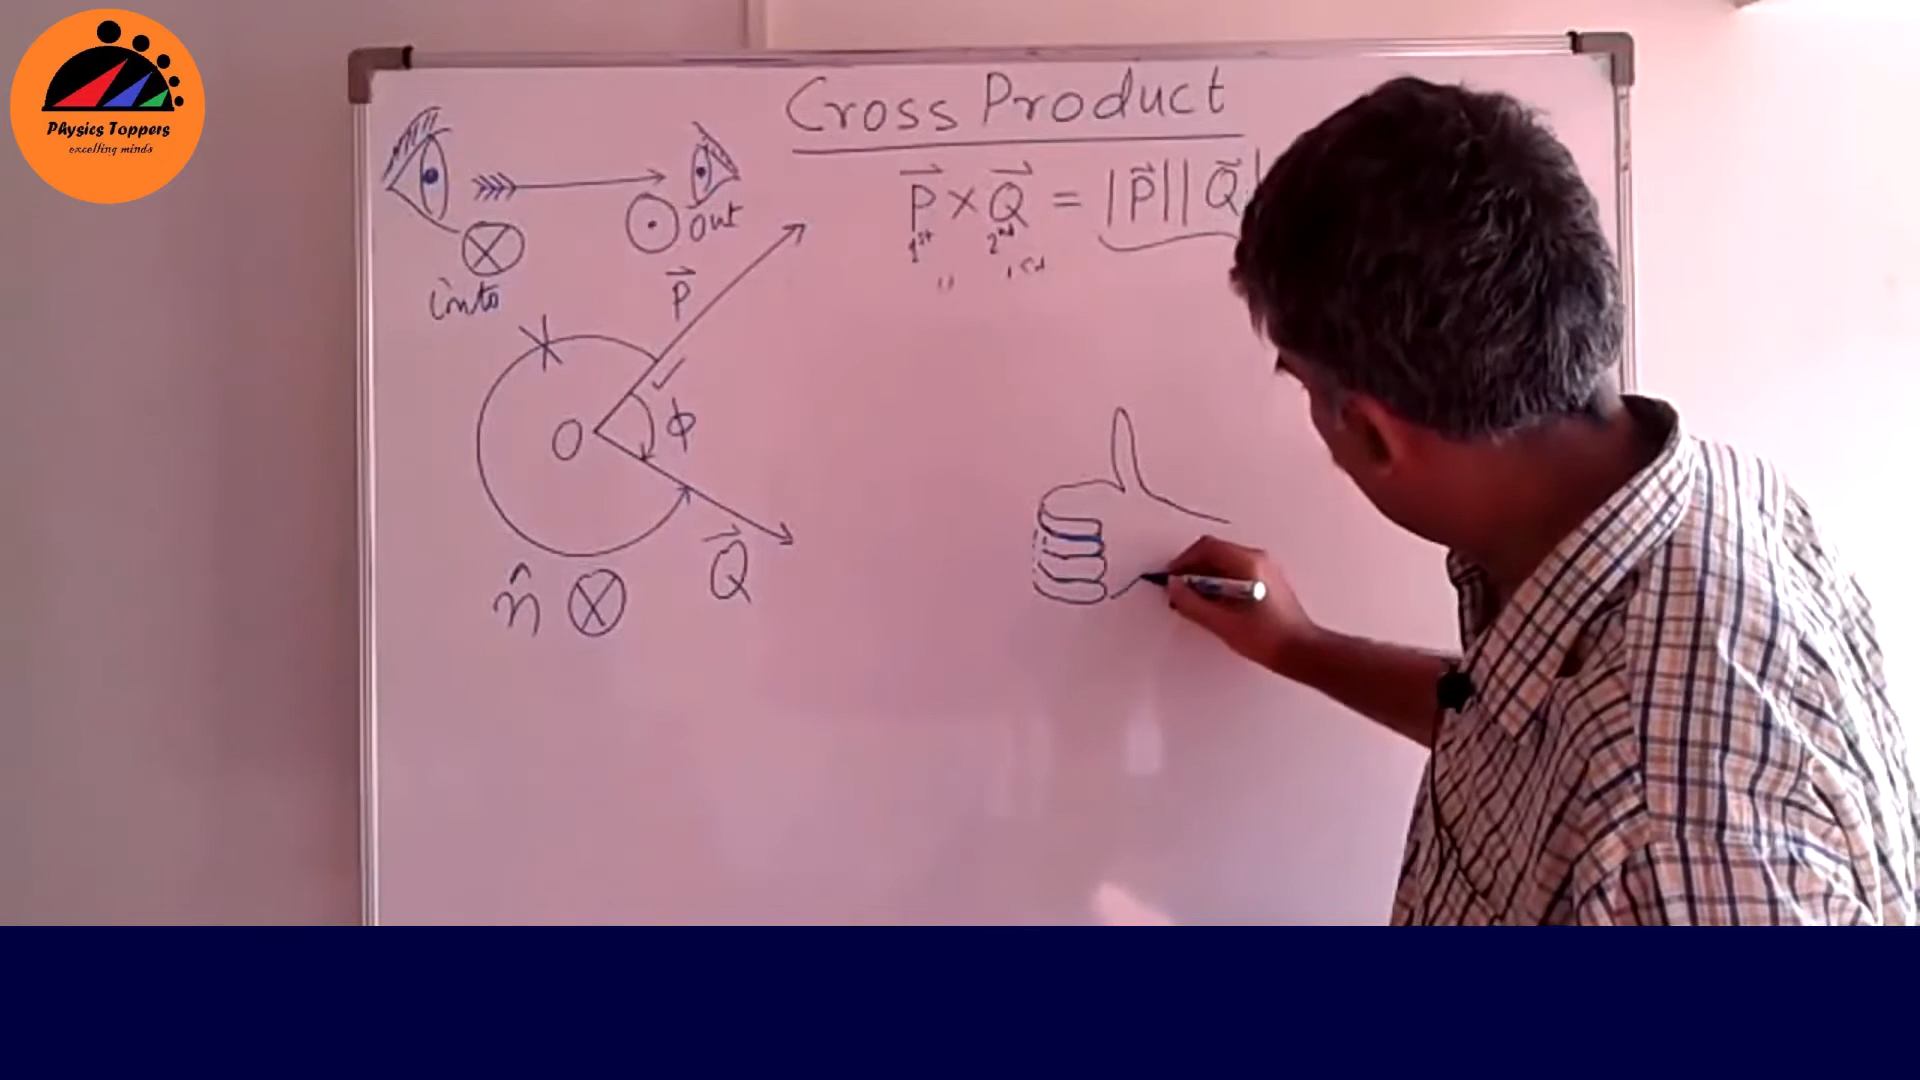 Physics Toppers
excelling minds
Cross Product
P⃗ × Q⃗ = |P⃗||Q⃗|
1st 2nd
out
into
P⃗
O ϕ
Q⃗
n̂